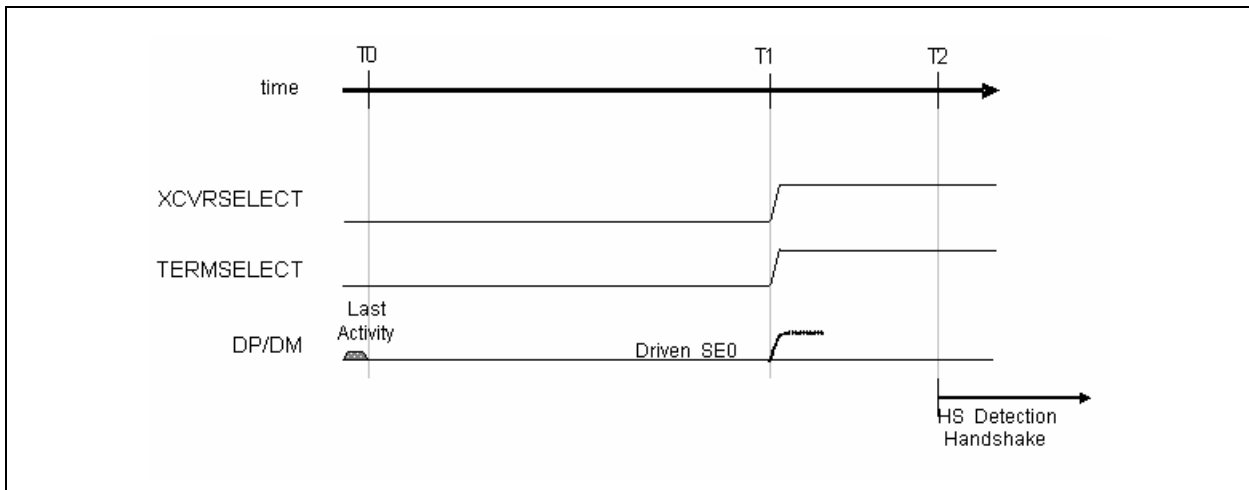 T0
T1
T2
time
XCVRSELECT
TERMSELECT
Last
Activity
DP/DM
Driven SE0
HS Detection
Handshake